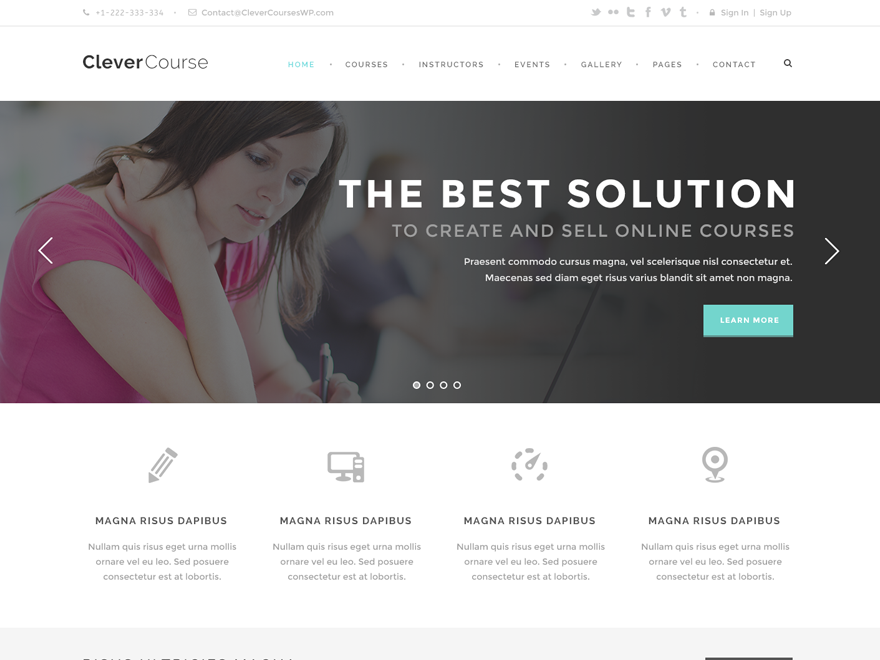 +1-222-333-334 · Contact@CleverCoursesWP.com
Sign In | Sign Up
CleverCourse
HOME · COURSES · INSTRUCTORS · EVENTS · GALLERY · PAGES · CONTACT
THE BEST SOLUTION
TO CREATE AND SELL ONLINE COURSES
Praesent commodo cursus magna, vel scelerisque nisl consectetur et.
Maecenas sed diam eget risus varius blandit sit amet non magna.
LEARN MORE
MAGNA RISUS DAPIBUS
Nullam quis risus eget urna mollis
ornare vel eu leo. Sed posuere
consectetur est at lobortis.
MAGNA RISUS DAPIBUS
Nullam quis risus eget urna mollis
ornare vel eu leo. Sed posuere
consectetur est at lobortis.
MAGNA RISUS DAPIBUS
Nullam quis risus eget urna mollis
ornare vel eu leo. Sed posuere
consectetur est at lobortis.
MAGNA RISUS DAPIBUS
Nullam quis risus eget urna mollis
ornare vel eu leo. Sed posuere
consectetur est at lobortis.